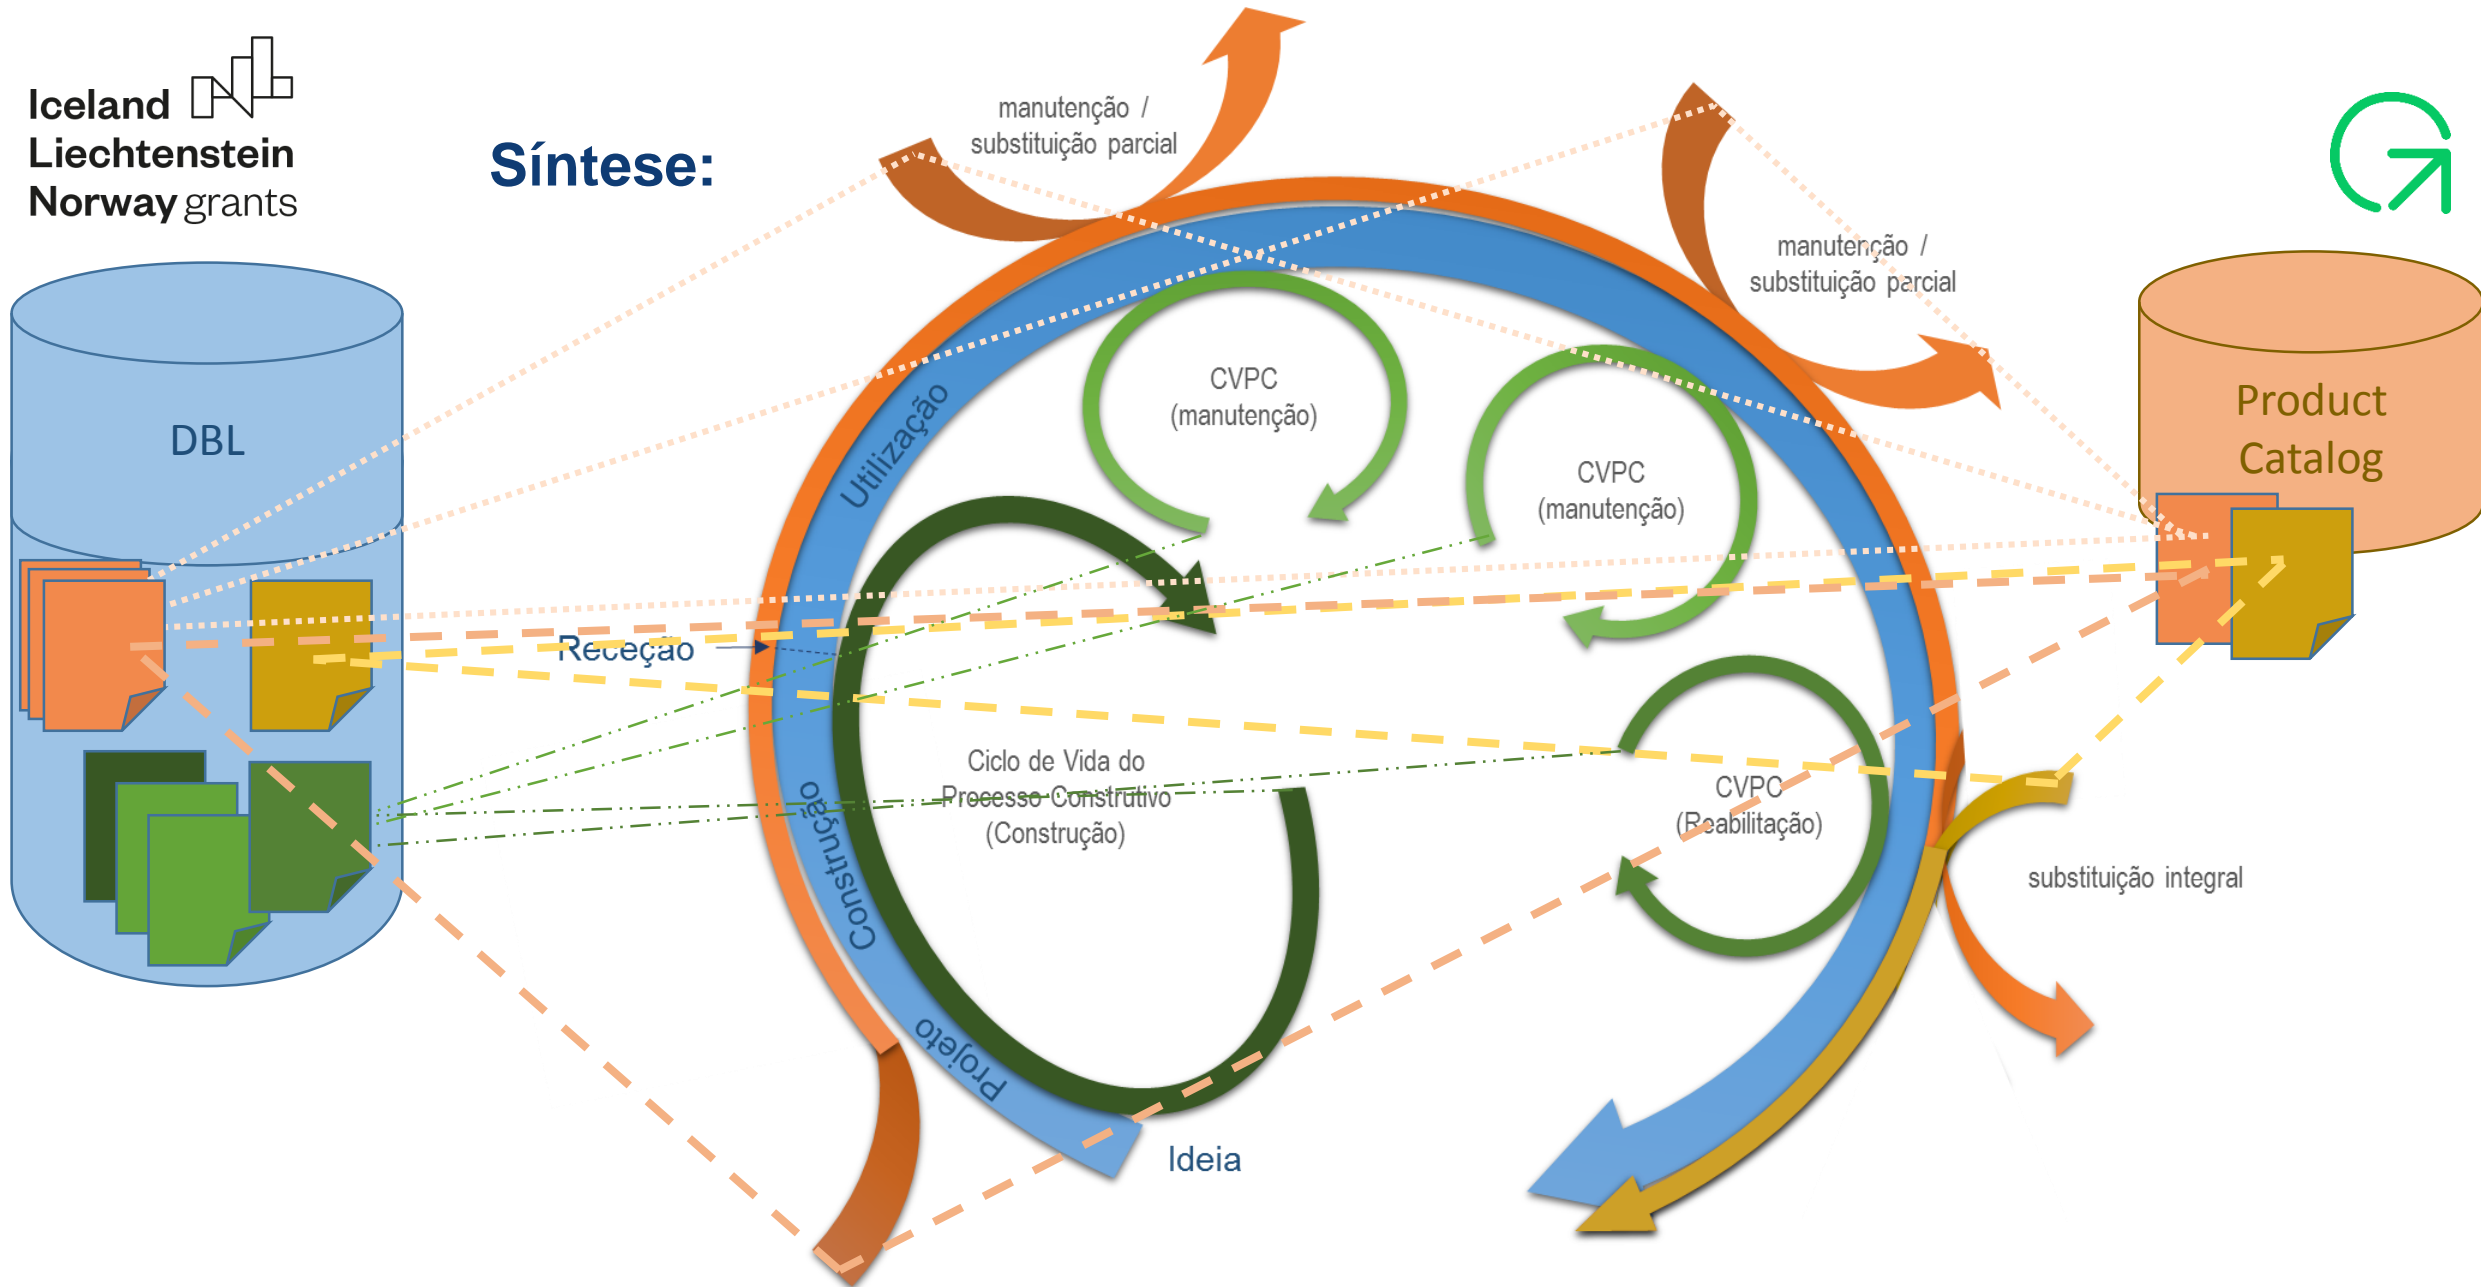 Iceland
Liechtenstein
Norway grants
Síntese:
manutenção /
substituição parcial
manutenção /
substituição parcial
DBL
Product
Catalog
Utilização
CVPC
(manutenção)
CVPC
(manutenção)
Receção
Ciclo de Vida do
Processo Construtivo
(Construção)
CVPC
(Reabilitação)
Construção
substituição integral
Projeto
Ideia